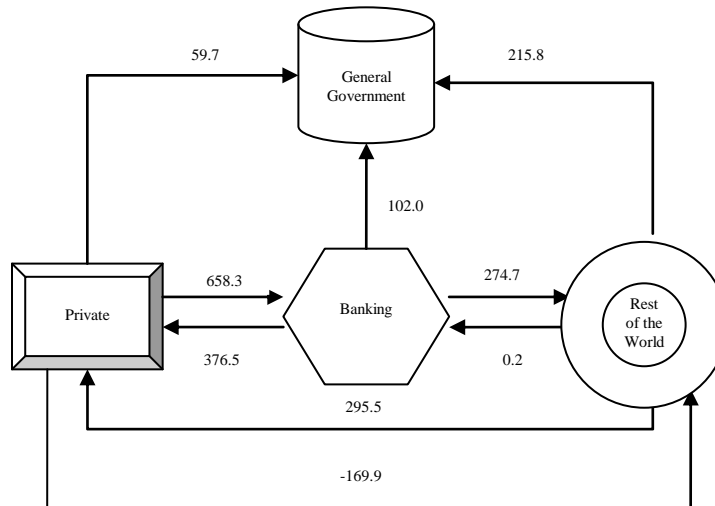 59.7
215.8
General
Government
102.0
658.3
274.7
Private
Banking
Rest
of the
World
376.5
0.2
295.5
-169.9